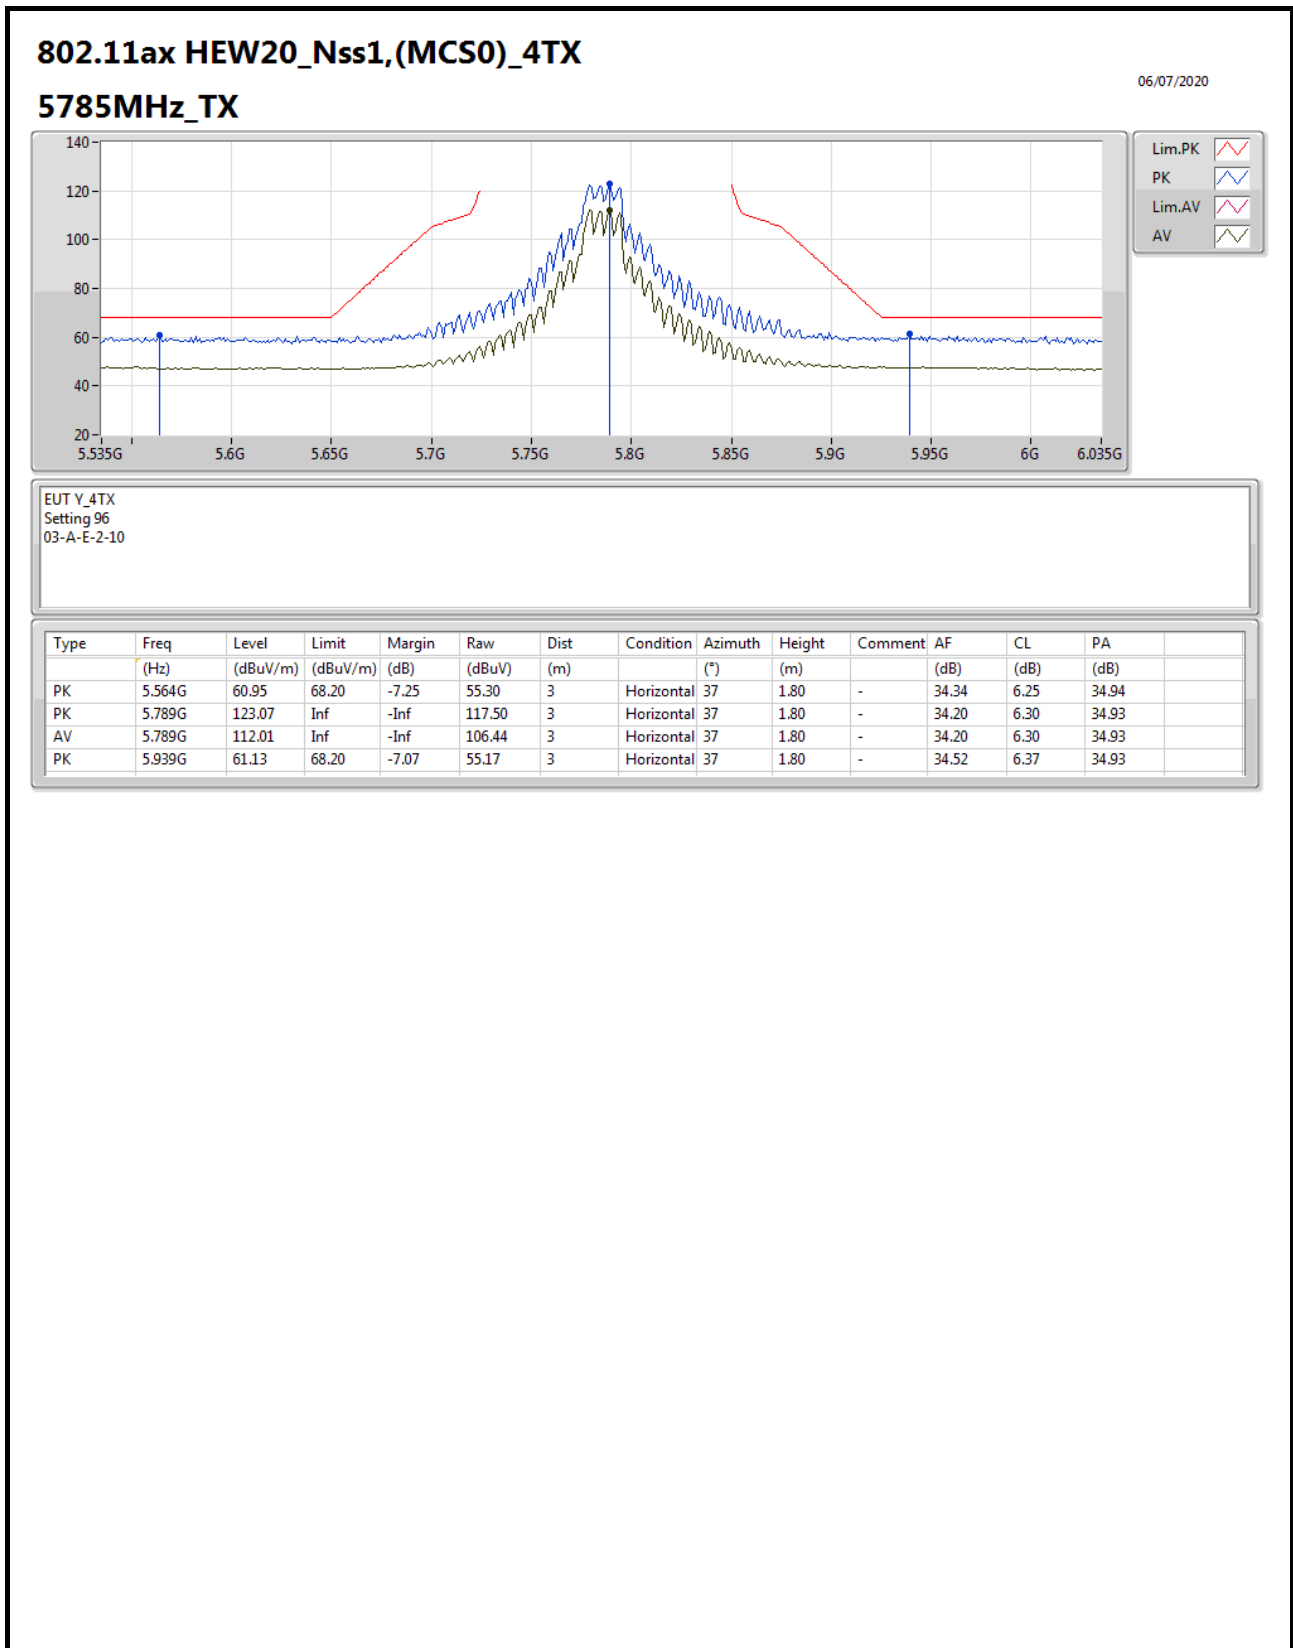 802.11ax HEW20_Nss1,(MCS0)_4TX
06/07/2020
5785MHz_TX
140
120
100
80
60
40
20
5.535G 5.6G 5.65G 5.7G 5.75G 5.8G 5.85G 5.9G 5.95G 6G 6.035G
Lim.PK
PK
Lim.AV
AV
EUT Y_4TX
Setting 96
03-A-E-2-10
Type Freq Level Limit Margin Raw Dist Condition Azimuth Height Comment AF CL PA
(Hz) (dBuV/m) (dBuV/m) (dB) (dBuV) (m) (°) (m) (dB) (dB) (dB)
PK 5.564G 60.95 68.20 -7.25 55.30 3 Horizontal 37 1.80 - 34.34 6.25 34.94
PK 5.789G 123.07 Inf -Inf 117.50 3 Horizontal 37 1.80 - 34.20 6.30 34.93
AV 5.789G 112.01 Inf -Inf 106.44 3 Horizontal 37 1.80 - 34.20 6.30 34.93
PK 5.939G 61.13 68.20 -7.07 55.17 3 Horizontal 37 1.80 - 34.52 6.37 34.93